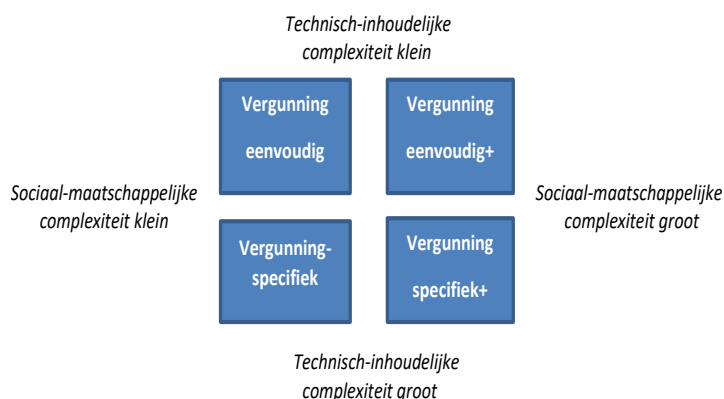 Technisch-inhoudelijke
complexiteit klein
Vergunning
eenvoudig
Vergunning
eenvoudig+
Sociaal-maatschappelijke
complexiteit klein
Sociaal-maatschappelijke
complexiteit groot
Vergunning-
specifiek
Vergunning
specifiek+
Technisch-inhoudelijke
complexiteit groot